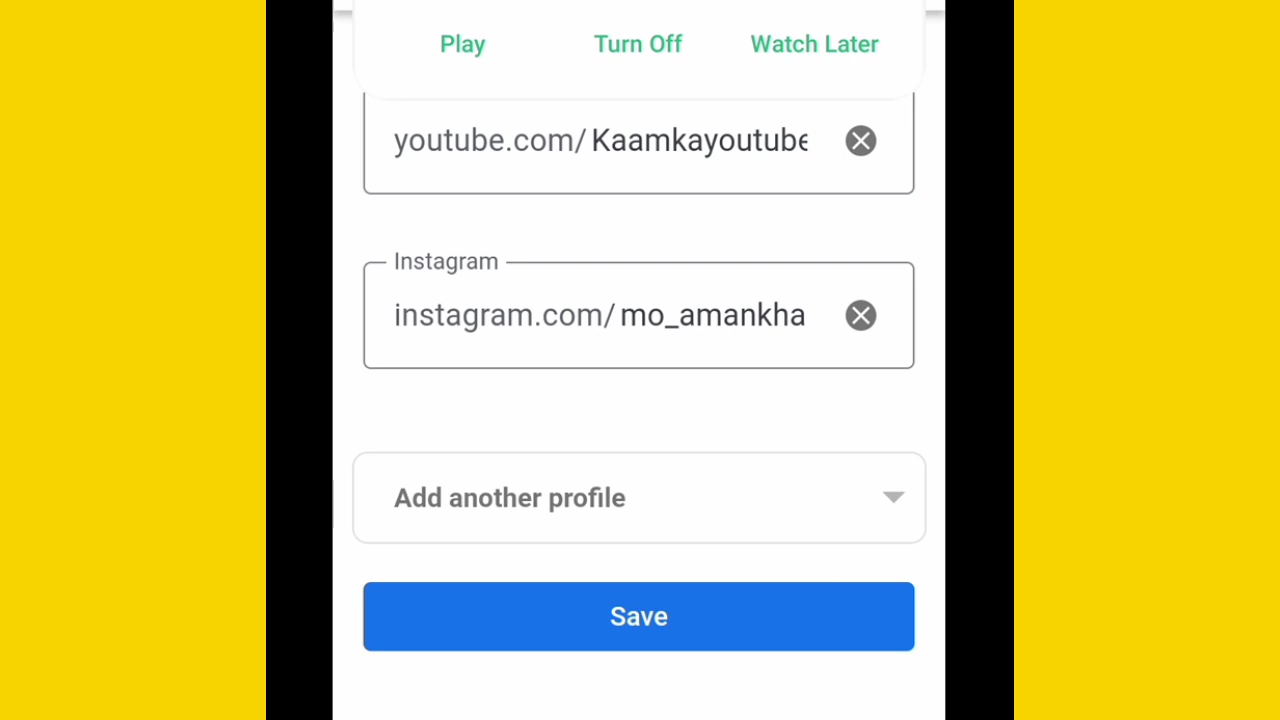 Play Turn Off Watch Later
youtube.com/Kaamkayoutube
Instagram
instagram.com/mo_amankha
Add another profile
Save